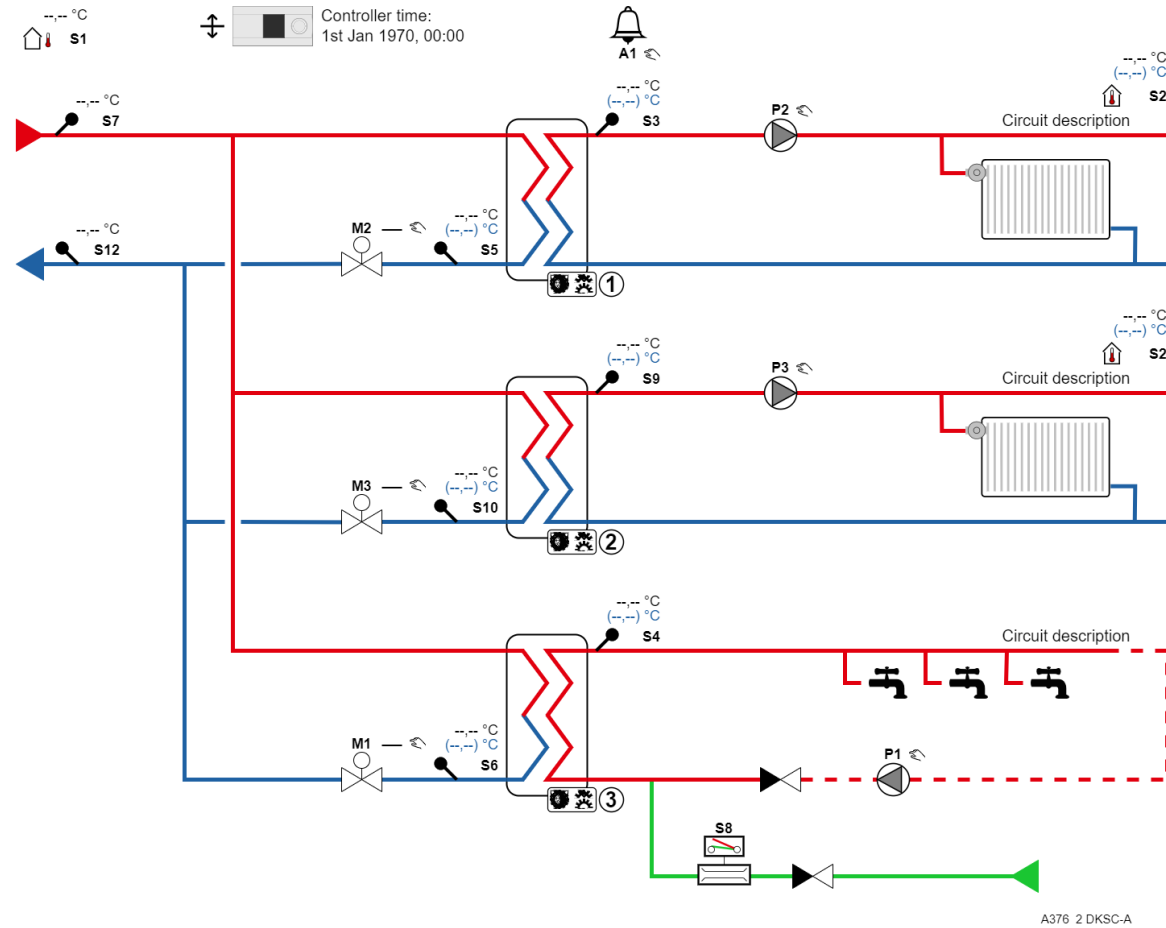 --,-- °C
S1
Controller time:
1st Jan 1970, 00:00
A1
--,-- °C
S7
--,-- °C
(--,--) °C
S3
P2
--,-- °C
(--,--) °C
S2
Circuit description
--,-- °C
S12
M2
--,-- °C
(--,--) °C
S5
1
--,-- °C
(--,--) °C
S9
P3
--,-- °C
(--,--) °C
S2
Circuit description
M3
--,-- °C
(--,--) °C
S10
2
--,-- °C
(--,--) °C
S4
Circuit description
M1
--,-- °C
(--,--) °C
S6
P1
3
S8
A376 2 DKSC-A